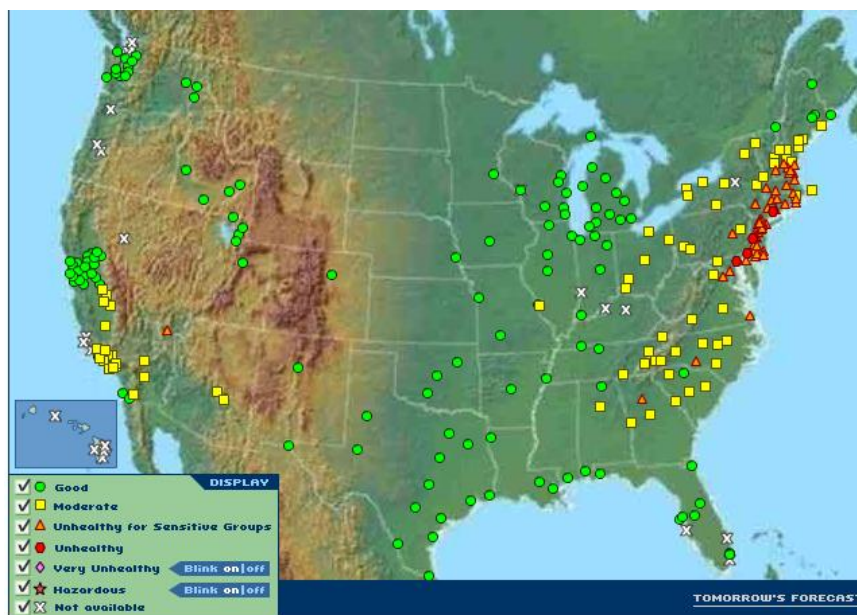 DISPLAY
Good
Moderate
Unhealthy for Sensitive Groups
Unhealthy
Very Unhealthy Blink on|off
Hazardous Blink on|off
Not available
TOMORROW'S FORECAS